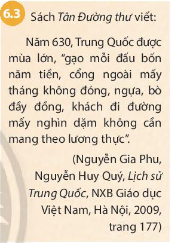 6.3 Sách Tân Đường thư viết:
Năm 630, Trung Quốc được
mùa lớn, “gạo mỗi đấu bốn
năm tiền, cổng ngoài mấy
tháng không đóng, ngựa, bò
đầy đồng, khách đi đường
mấy nghìn dặm không cần
mang theo lương thực”.
(Nguyễn Gia Phu,
Nguyễn Huy Quý, Lịch sử
Trung Quốc, NXB Giáo dục
Việt Nam, Hà Nội, 2009,
trang 177)